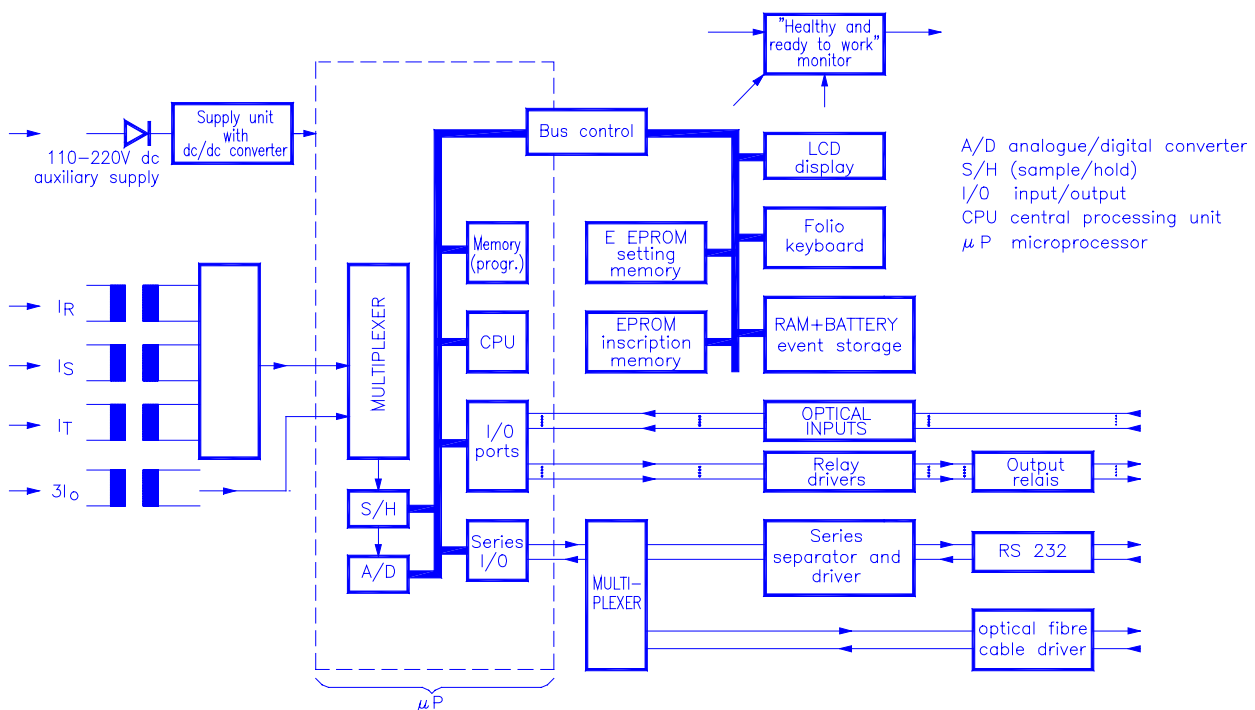 "Healthy and
ready to work"
monitor
Supply unit
with
dc/dc converter
110-220V dc
auxiliary supply
Bus control
LCD
display
A/D analogue/digital converter
S/H (sample/hold)
I/O input/output
CPU central processing unit
μP microprocessor
Memory
(progr.)
E EPROM
setting
memory
Folio
keyboard
IR
IS
IT
3Io
MULTIPLEXER
CPU
EPROM
inscription
memory
RAM+BATTERY
event storage
I/O
ports
OPTICAL
INPUTS
Relay
drivers
Output
relais
S/H
A/D
Series
I/O
MULTI-
PLEXER
Series
separator and
driver
RS 232
optical fibre
cable driver
μP